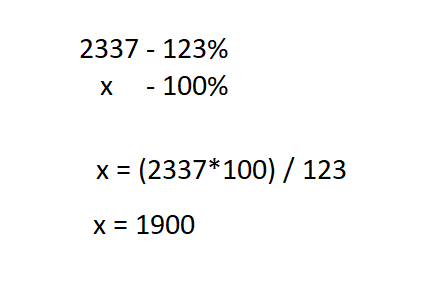 2337 - 123%
x - 100%
x = (2337*100) / 123
x = 1900